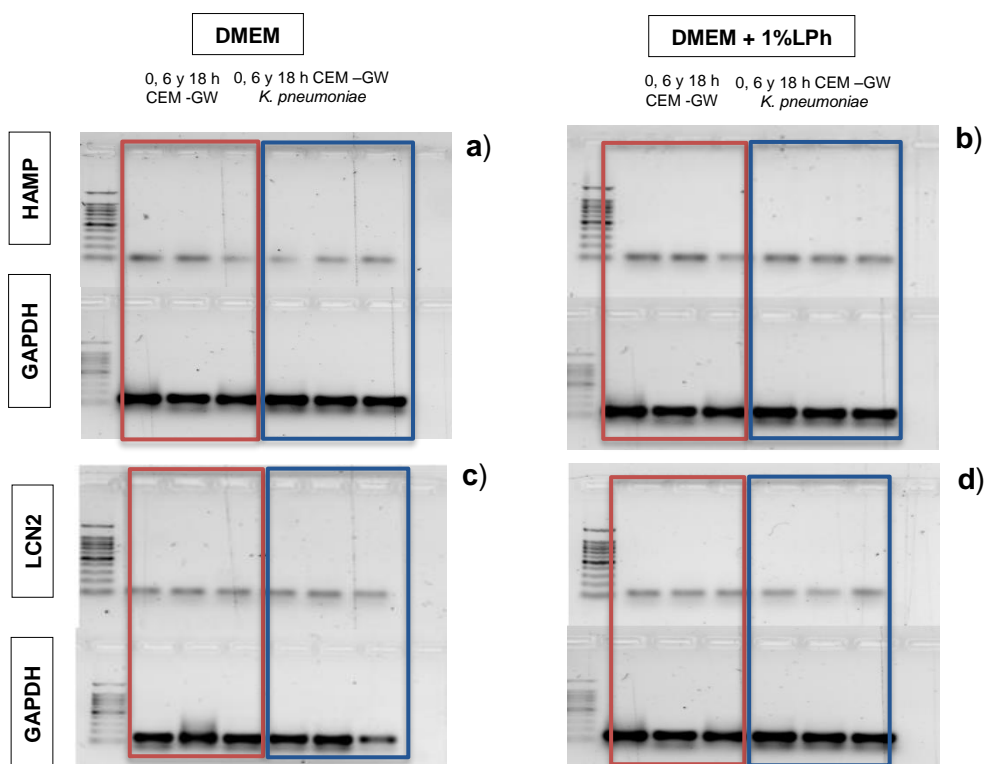 DMEM
DMEM + 1%LPh
0, 6 y 18 h
CEM -GW
0, 6 y 18 h CEM –GW
K. pneumoniae
0, 6 y 18 h
CEM -GW
0, 6 y 18 h CEM –GW
K. pneumoniae
HAMP
a)
b)
GAPDH
LCN2
c)
d)
GAPDH